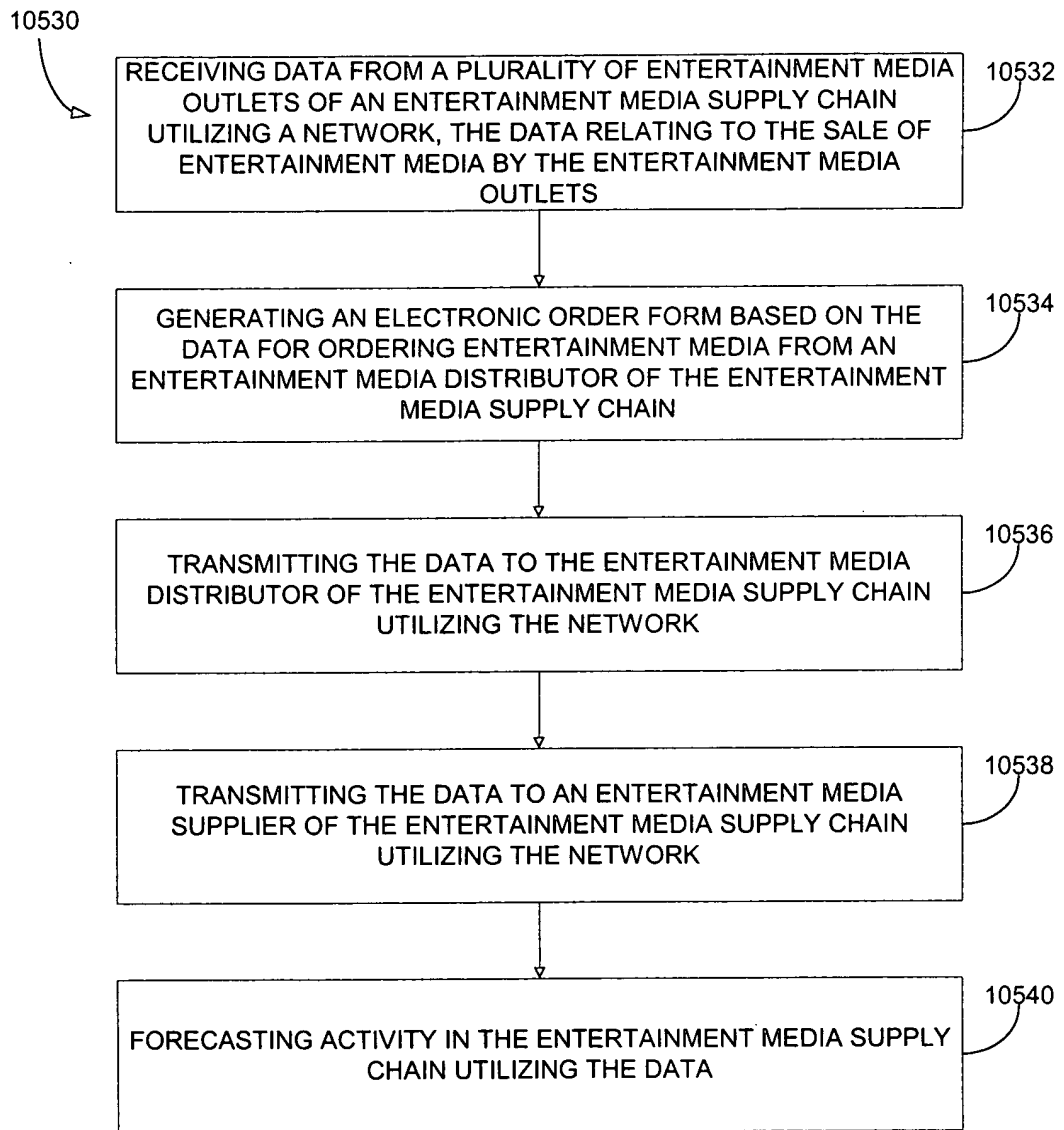 10530
RECEIVING DATA FROM A PLURALITY OF ENTERTAINMENT MEDIA
OUTLETS OF AN ENTERTAINMENT MEDIA SUPPLY CHAIN
UTILIZING A NETWORK, THE DATA RELATING TO THE SALE OF
ENTERTAINMENT MEDIA BY THE ENTERTAINMENT MEDIA
OUTLETS
10532
GENERATING AN ELECTRONIC ORDER FORM BASED ON THE
DATA FOR ORDERING ENTERTAINMENT MEDIA FROM AN
ENTERTAINMENT MEDIA DISTRIBUTOR OF THE ENTERTAINMENT
MEDIA SUPPLY CHAIN
10534
TRANSMITTING THE DATA TO THE ENTERTAINMENT MEDIA
DISTRIBUTOR OF THE ENTERTAINMENT MEDIA SUPPLY CHAIN
UTILIZING THE NETWORK
10536
TRANSMITTING THE DATA TO AN ENTERTAINMENT MEDIA
SUPPLIER OF THE ENTERTAINMENT MEDIA SUPPLY CHAIN
UTILIZING THE NETWORK
10538
FORECASTING ACTIVITY IN THE ENTERTAINMENT MEDIA SUPPLY
CHAIN UTILIZING THE DATA
10540